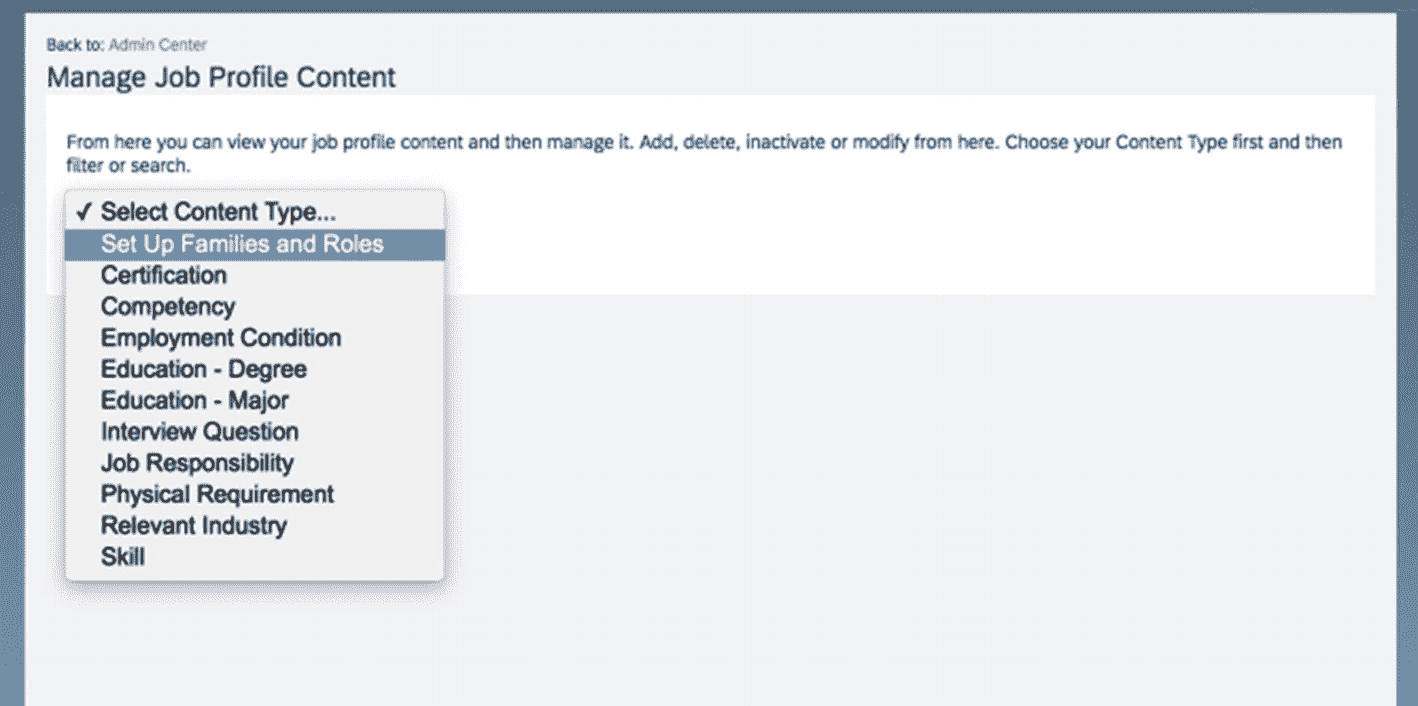 Back to: Admin Center
Manage Job Profile Content
From here you can view your job profile content and then manage it. Add, delete, inactivate or modify from here. Choose your Content Type first and then
filter or search.
✓ Select Content Type...
Set Up Families and Roles
Certification
Competency
Employment Condition
Education - Degree
Education - Major
Interview Question
Job Responsibility
Physical Requirement
Relevant Industry
Skill